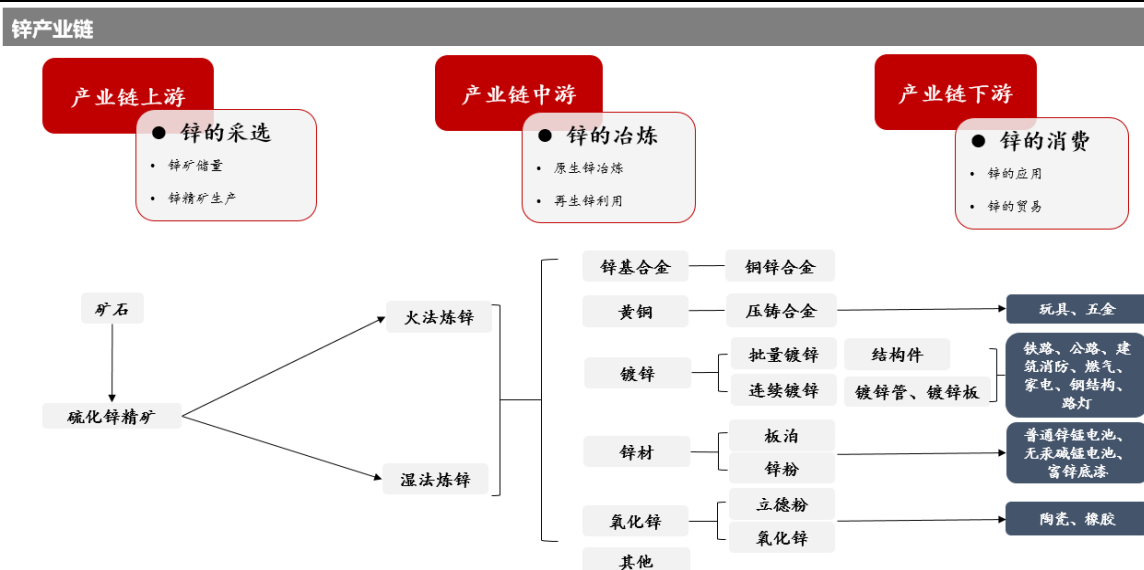 锌产业链
产业链上游
● 锌的采选
• 锌矿储量
• 锌精矿生产
产业链中游
● 锌的冶炼
• 原生锌冶炼
• 再生锌利用
产业链下游
● 锌的消费
• 锌的应用
• 锌的贸易
矿石
硫化锌精矿
火法炼锌
湿法炼锌
锌基合金
铜锌合金
黄铜
压铸合金
玩具、五金
镀锌
批量镀锌
结构件
连续镀锌
镀锌管、镀锌板
铁路、公路、建
筑消防、燃气、
家电、钢结构、
路灯
锌材
板泊
锌粉
普通锌锰电池、
无汞碱锰电池、
富锌底漆
氧化锌
立德粉
氧化锌
陶瓷、橡胶
其他